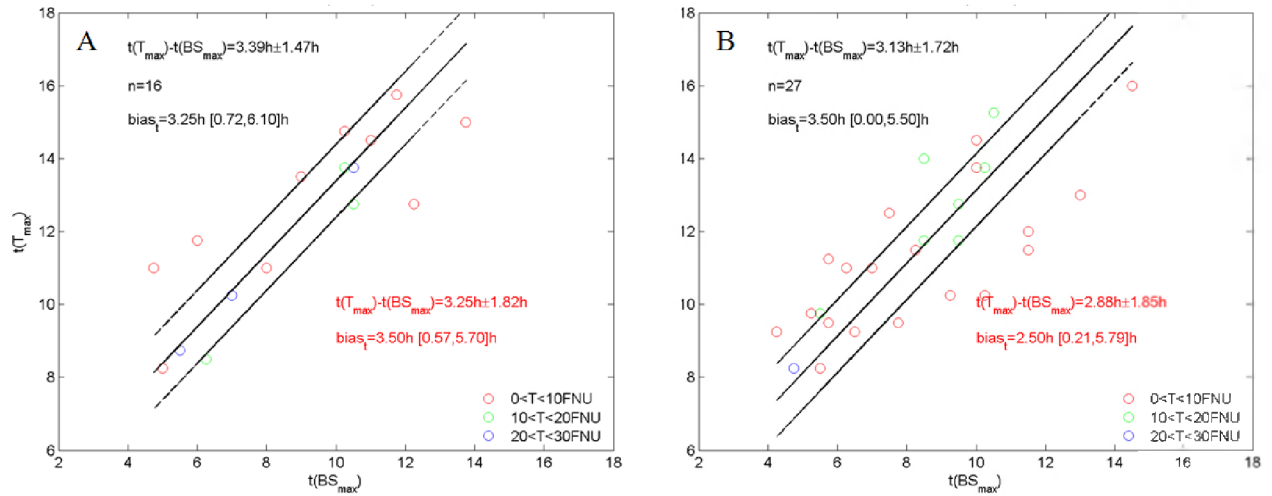 A
t(Tmax)-t(BSmax)=3.39h±1.47h
n=16
biast=3.25h [0.72,6.10]h
t(Tmax)-t(BSmax)=3.25h±1.82h
biast=3.50h [0.57,5.70]h
0<T<10FNU
10<T<20FNU
20<T<30FNU
18
16
14
12
10
8
6
t(Tmax)
2 4 6 8 10 12 14 16 18
t(BSmax)
B
t(Tmax)-t(BSmax)=3.13h±1.72h
n=27
biast=3.50h [0.00,5.50]h
t(Tmax)-t(BSmax)=2.88h±1.85h
biast=2.50h [0.21,5.79]h
0<T<10FNU
10<T<20FNU
20<T<30FNU
18
16
14
12
10
8
6
2 4 6 8 10 12 14 16 18
t(BSmax)